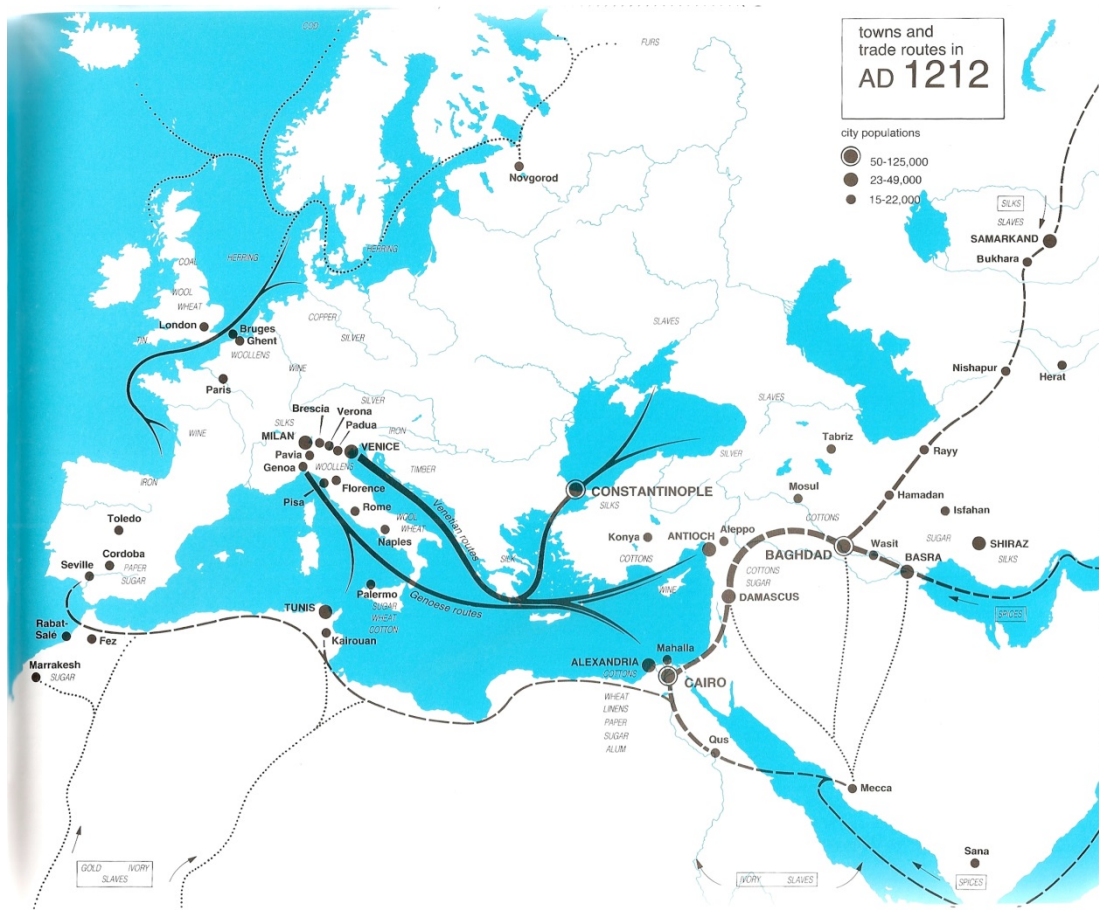 towns and
trade routes in
AD 1212
city populations
50-125,000
23-49,000
15-22,000
COD
FURS
Novgorod
SILKS
SLAVES
SAMARKAND
Bukhara
COAL
HERRING
HERRING
WOOL
WHEAT
London
TIN
Bruges
Ghent
WOOLLENS
COPPER
SILVER
SLAVES
Paris
WINE
Nishapur
Herat
WINE
SILVER
SLAVES
Brescia
Verona
Padua
SILKS
IRON
MILAN
VENICE
Pavia
Genoa
WOOLLENS
TIMBER
Tabriz
Rayy
SILVER
IRON
Pisa
Florence
CONSTANTINOPLE
SILKS
Mosul
Hamadan
Isfahan
Rome
WOOL
WHEAT
Naples
Venetian routes
COTTONS
Toledo
Konya
COTTONS
ANTIOCH
Aleppo
BAGHDAD
Wasit
SUGAR
SHIRAZ
SILKS
BASRA
Cordoba
PAPER
SUGAR
Seville
SILK
WINE
COTTONS
SUGAR
DAMASCUS
Palermo
SUGAR
WHEAT
COTTON
Genoese routes
TUNIS
Kairouan
SPICES
Rabat-
Salé
Fez
Marrakesh
SUGAR
Mahalla
ALEXANDRIA
COTTONS
CAIRO
WHEAT
LINENS
PAPER
SUGAR
ALUM
Qus
Mecca
Sana
GOLD IVORY
SLAVES
IVORY SLAVES
SPICES